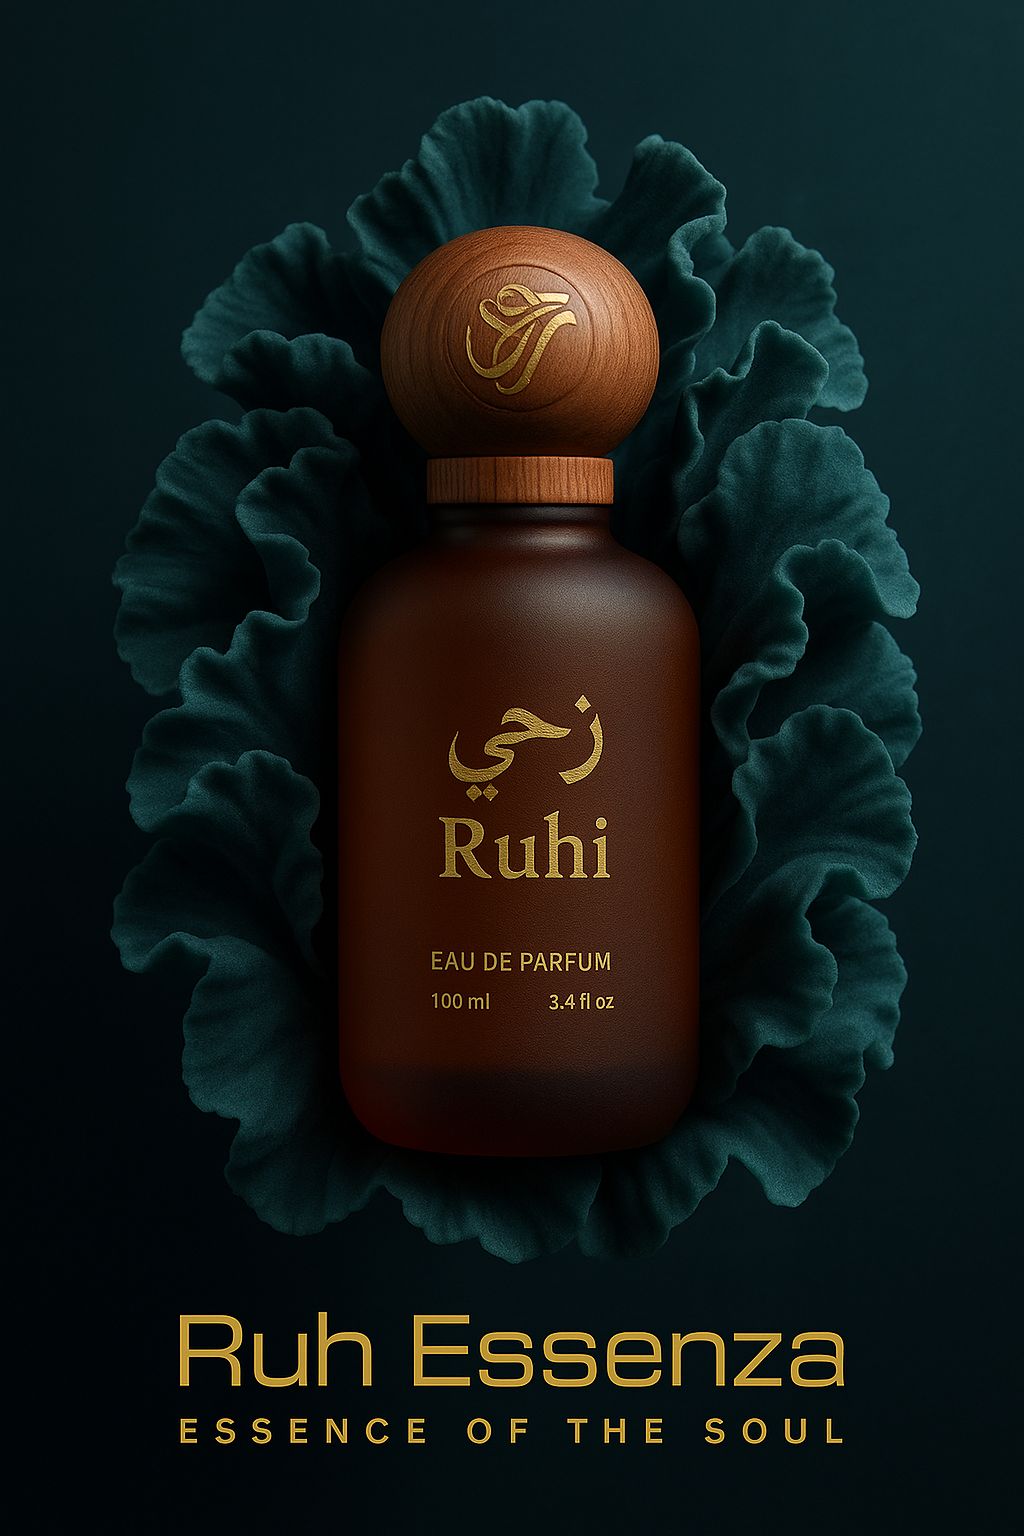 زحي
Ruhi
EAU DE PARFUM
100 ml 3.4 fl oz
Ruh Essenza
ESSENCE OF THE SOUL